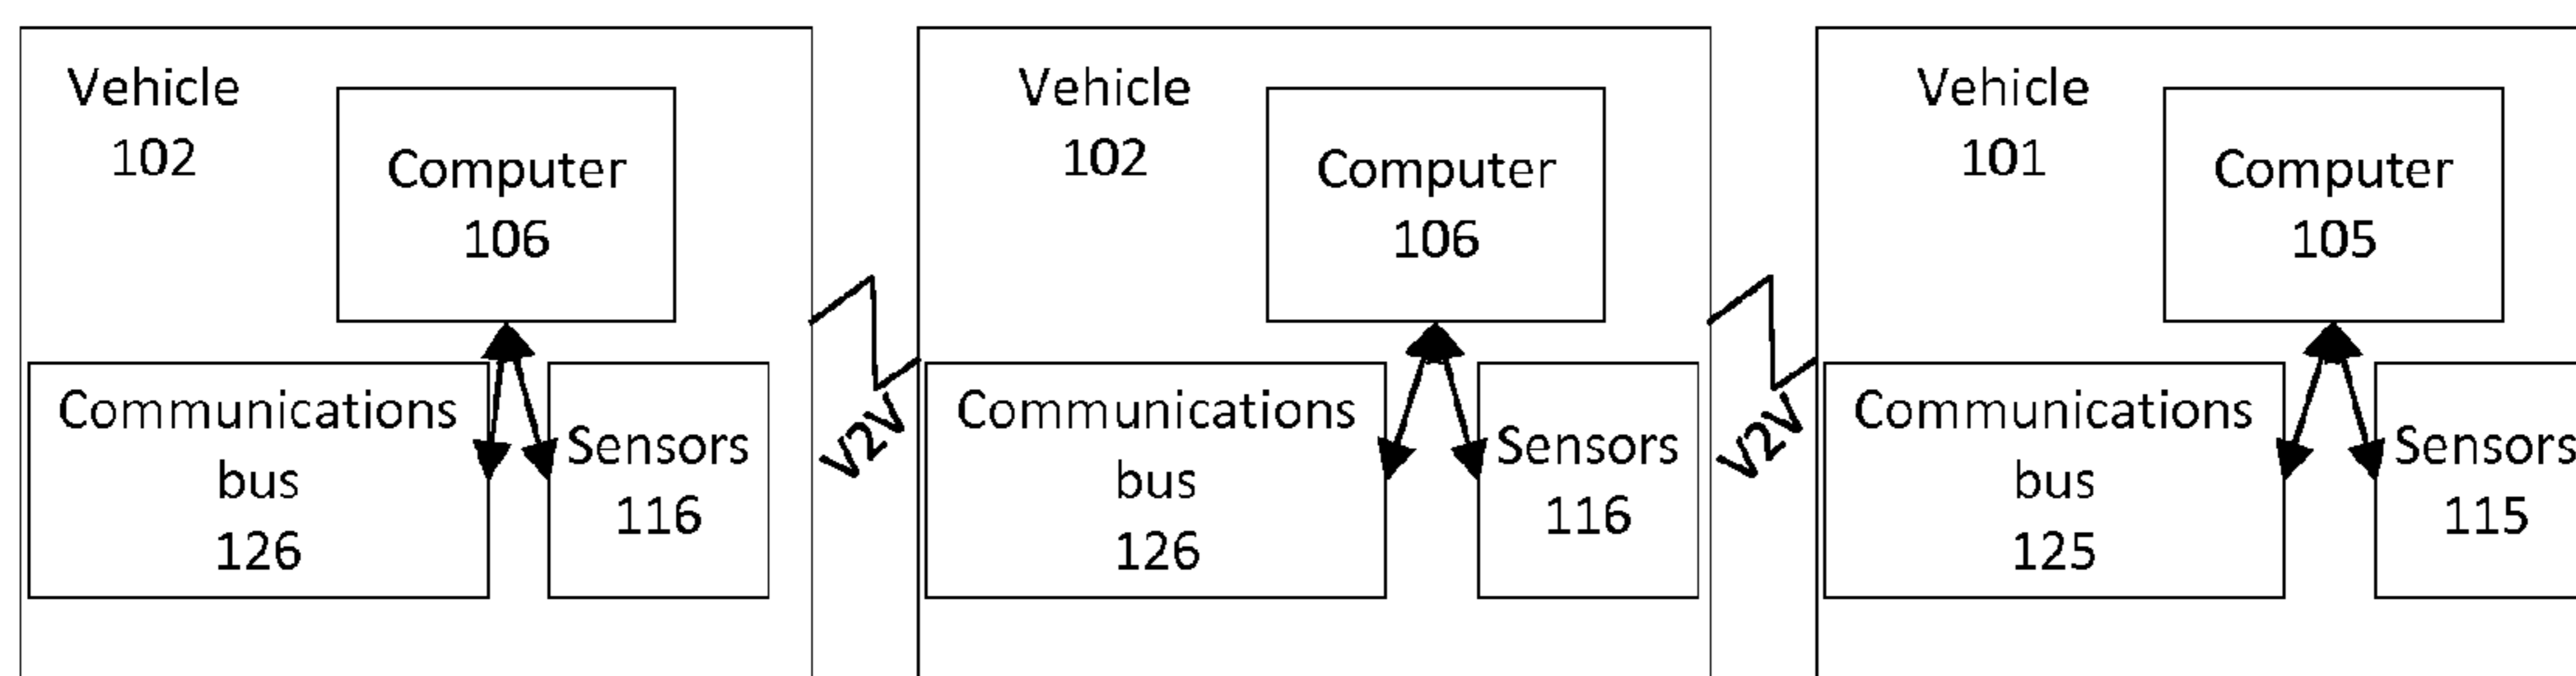 Vehicle
102
Computer
106
Communications
bus
126
Sensors
116
V2V
Vehicle
102
Computer
106
Communications
bus
126
Sensors
116
V2V
Vehicle
101
Computer
105
Communications
bus
125
Sensors
115